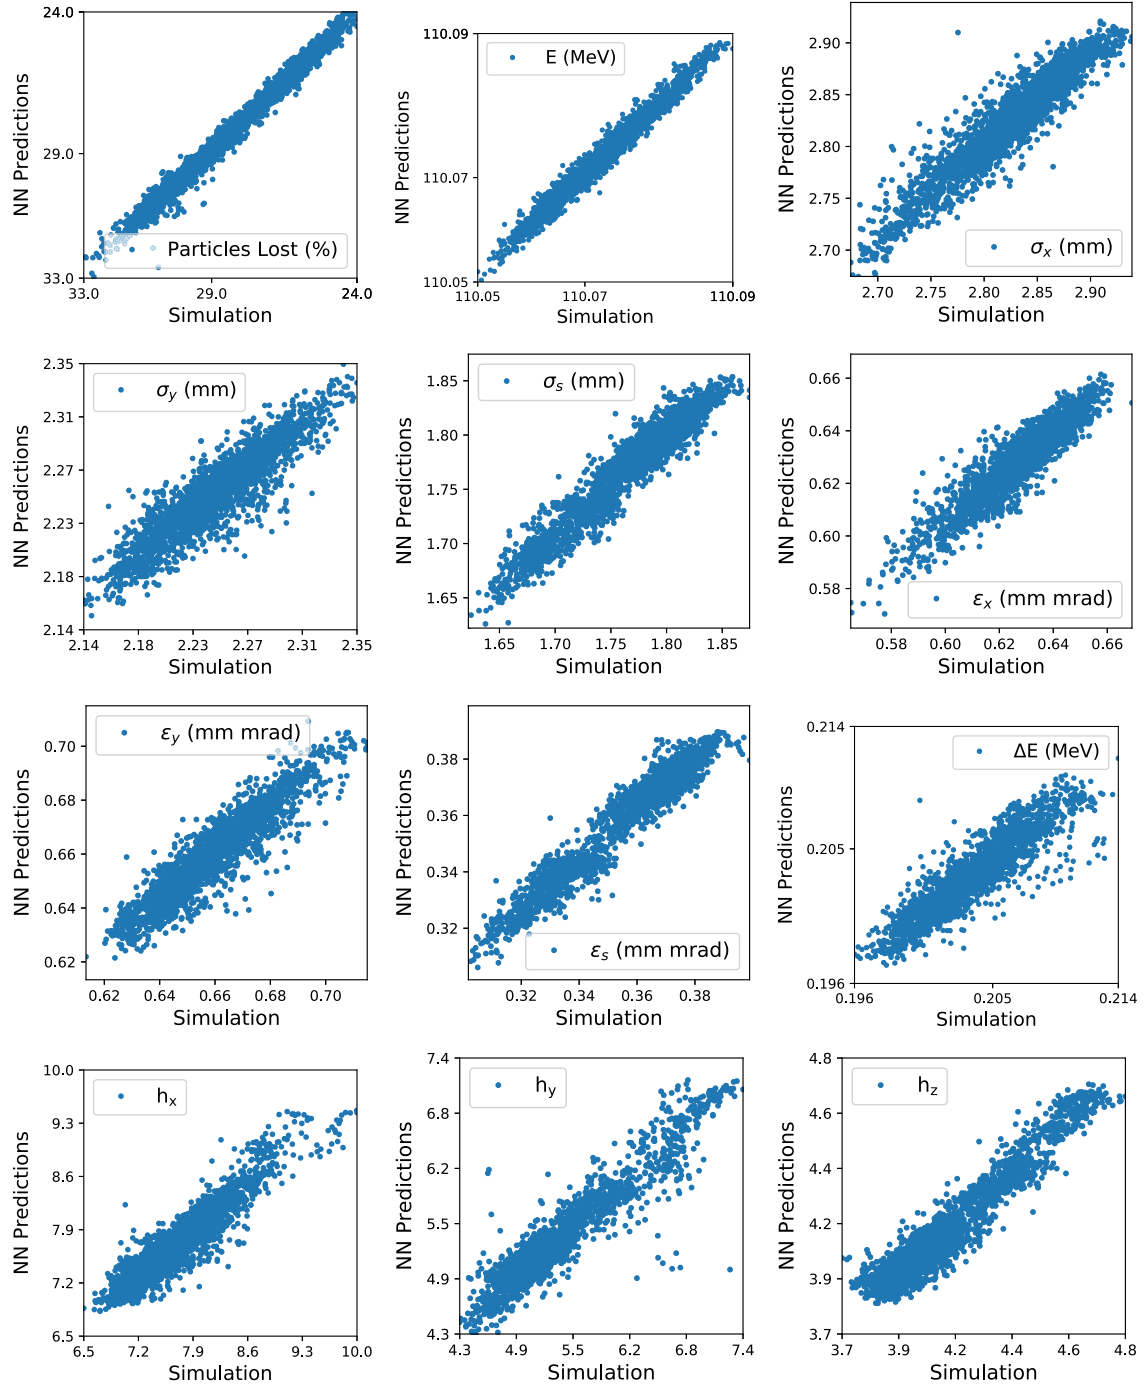 24.0
29.0
33.0
NN Predictions
Particles Lost (%)
33.0 29.0 24.0
Simulation
110.09
110.07
110.05
NN Predictions
E (MeV)
110.05 110.07 110.09
Simulation
2.90
2.85
2.80
2.75
2.70
NN Predictions
σx (mm)
2.70 2.75 2.80 2.85 2.90
Simulation
2.35
2.31
2.27
2.23
2.18
2.14
NN Predictions
σy (mm)
2.14 2.18 2.23 2.27 2.31 2.35
Simulation
1.85
1.80
1.75
1.70
1.65
NN Predictions
σs (mm)
1.65 1.70 1.75 1.80 1.85
Simulation
0.66
0.64
0.62
0.60
0.58
NN Predictions
εx (mm mrad)
0.58 0.60 0.62 0.64 0.66
Simulation
0.70
0.68
0.66
0.64
0.62
NN Predictions
εy (mm mrad)
0.62 0.64 0.66 0.68 0.70
Simulation
0.38
0.36
0.34
0.32
NN Predictions
εs (mm mrad)
0.32 0.34 0.36 0.38
Simulation
0.214
0.205
0.196
NN Predictions
ΔE (MeV)
0.196 0.205 0.214
Simulation
10.0
9.3
8.6
7.9
7.2
6.5
NN Predictions
hx
6.5 7.2 7.9 8.6 9.3 10.0
Simulation
7.4
6.8
6.2
5.5
4.9
4.3
NN Predictions
hy
4.3 4.9 5.5 6.2 6.8 7.4
Simulation
4.8
4.6
4.4
4.2
3.9
3.7
NN Predictions
hz
3.7 3.9 4.2 4.4 4.6 4.8
Simulation